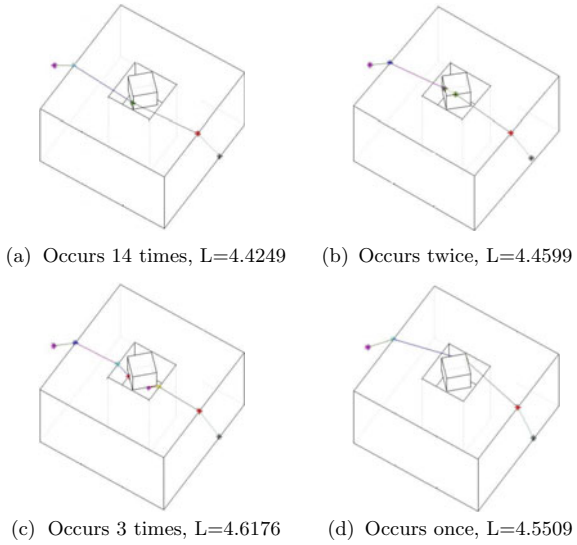 (a) Occurs 14 times, L=4.4249
(b) Occurs twice, L=4.4599
(c) Occurs 3 times, L=4.6176
(d) Occurs once, L=4.5509